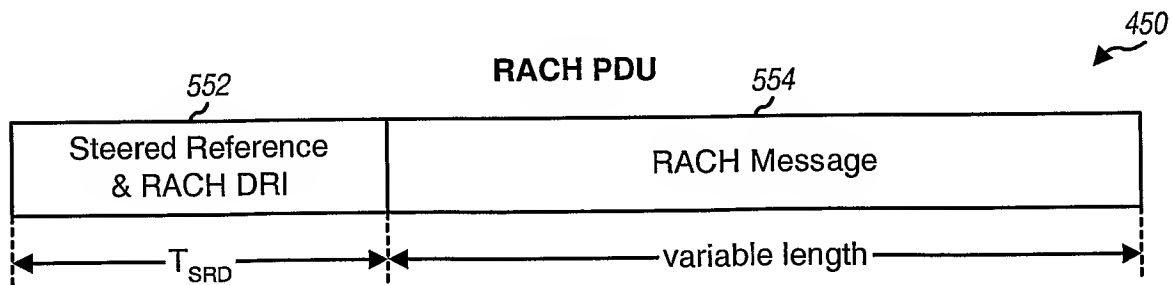 450
RACH PDU
552
554
Steered Reference
& RACH DRI
RACH Message
T_SRD
variable length